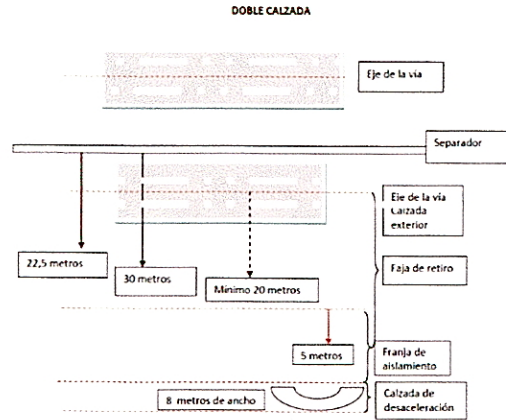 DOBLE CALZADA
Eje de la vía
Separador
Eje de la vía
Calzada
exterior
22,5 metros
30 metros
Mínimo 20 metros
Faja de retiro
5 metros
Franja de
aislamiento
8 metros de ancho
Calzada de
desaceleración